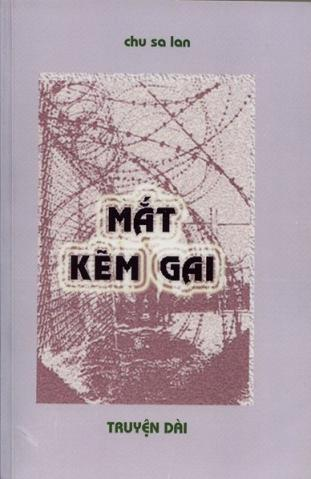 chu sa lan
MẮT
KẼM GAI
TRUYỆN DÀI